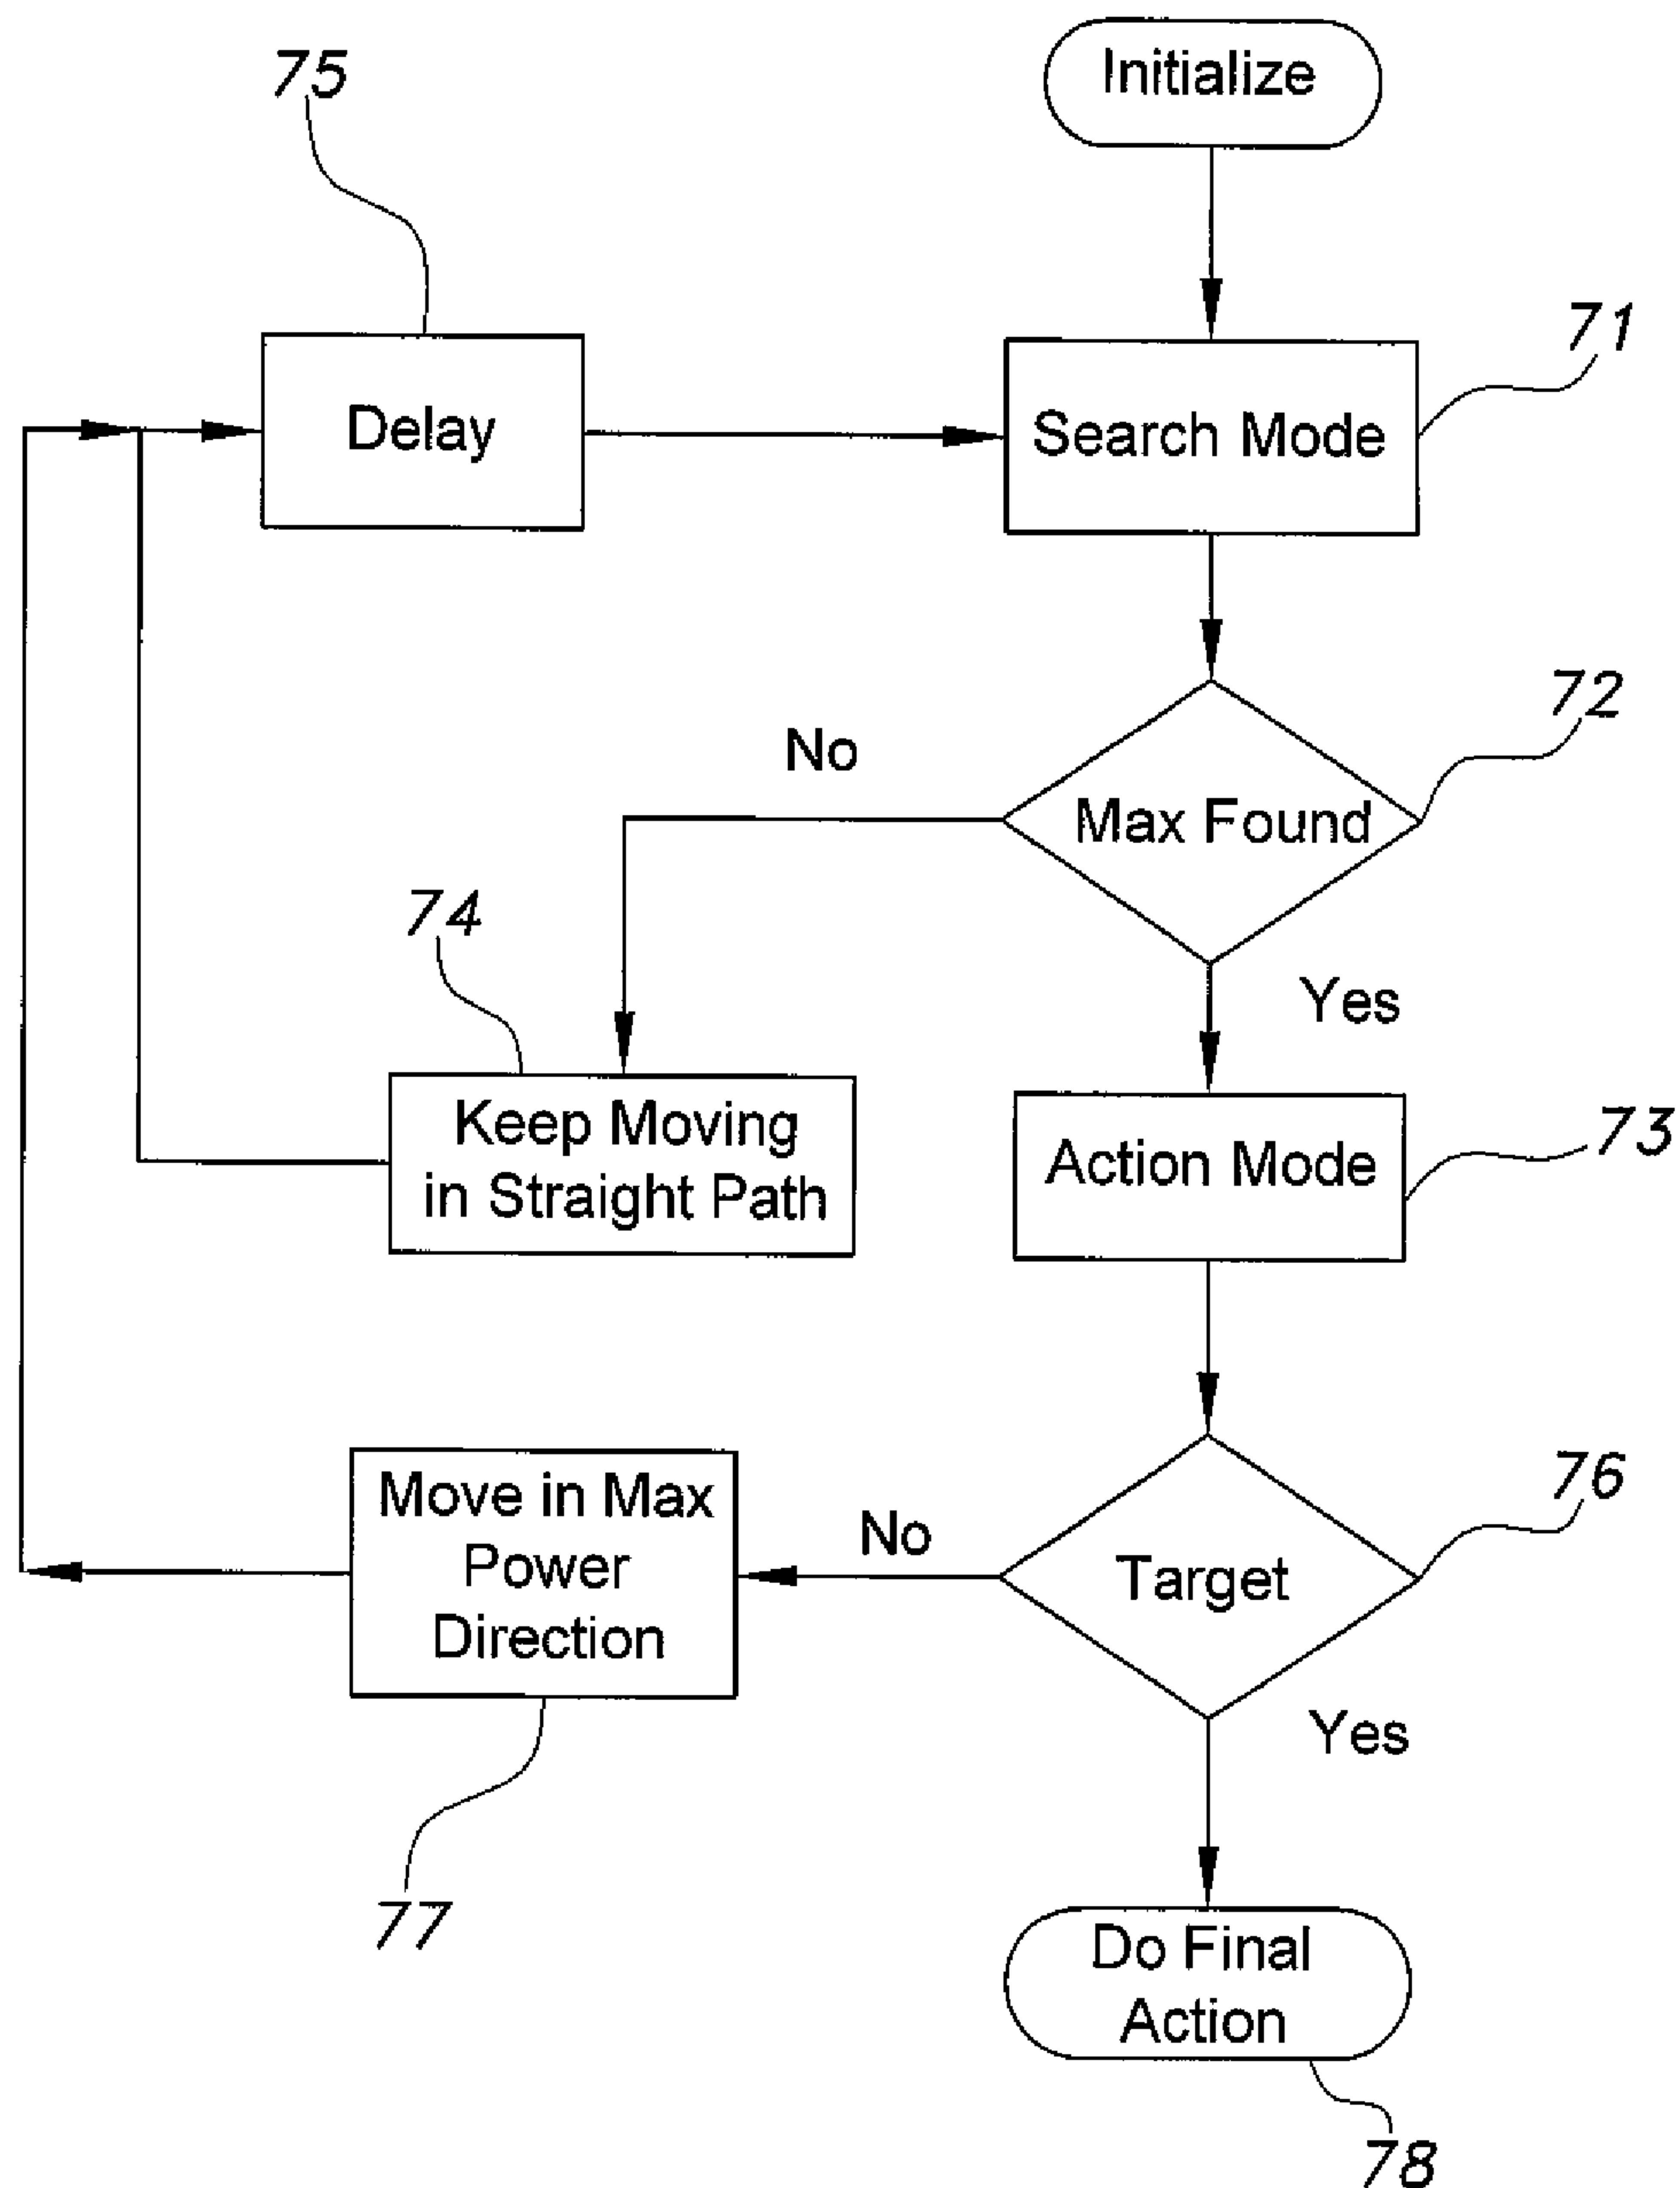 Initialize
75
71
Delay
Search Mode
72
No
Max Found
74
Yes
Keep Moving
in Straight Path
73
Action Mode
76
Move in Max
Power
Direction
No
Target
Yes
77
Do Final
Action
78